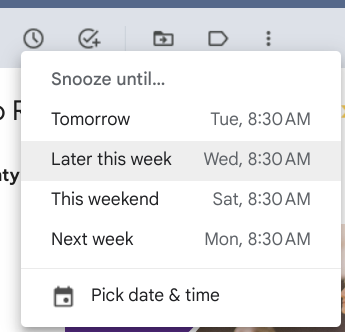 Snooze until...
Tomorrow Tue, 8:30 AM
Later this week Wed, 8:30 AM
This weekend Sat, 8:30 AM
Next week Mon, 8:30 AM
Pick date & time